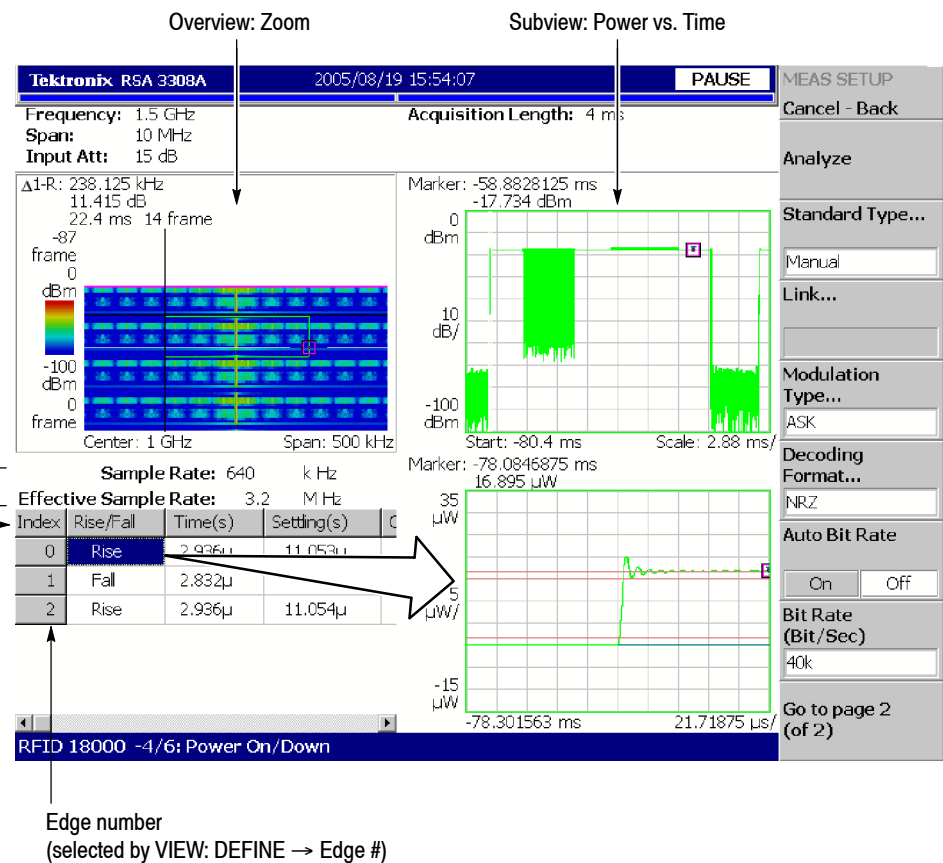 Overview: Zoom
Subview: Power vs. Time
Tektronix RSA 3308A
2005/08/19 15:54:07
PAUSE
Frequency: 1.5 GHz
Span: 10 MHz
Input Att: 15 dB
Acquisition Length: 4 ms
Δ1-R: 238.125 kHz
11.415 dB
22.4 ms 14 frame
-87
frame
0
dBm
-100
dBm
0
frame
Center: 1 GHz
Span: 500 kHz
Marker: -58.8828125 ms
-17.734 dBm
0
dBm
10
dB/
-100
dBm
Start: -80.4 ms
Scale: 2.88 ms/
Sample Rate: 640 k Hz
Effective Sample Rate: 3.2 M Hz
Index Rise/Fall Time(s) Settling(s)
0 Rise 2.936µ 11.053µ
1 Fall 2.832µ
2 Rise 2.936µ 11.054µ
Marker: -78.0846875 ms
16.895 µW
35
µW
5
µW/
-15
µW
-78.301563 ms
21.71875 µs/
RFID 18000 -4/6: Power On/Down
MEAS SETUP
Cancel - Back
Analyze
Standard Type...
Manual
Link...
Modulation
Type...
ASK
Decoding
Format...
NRZ
Auto Bit Rate
On Off
Bit Rate
(Bit/Sec)
40k
Go to page 2
(of 2)
Edge number
(selected by VIEW: DEFINE → Edge #)